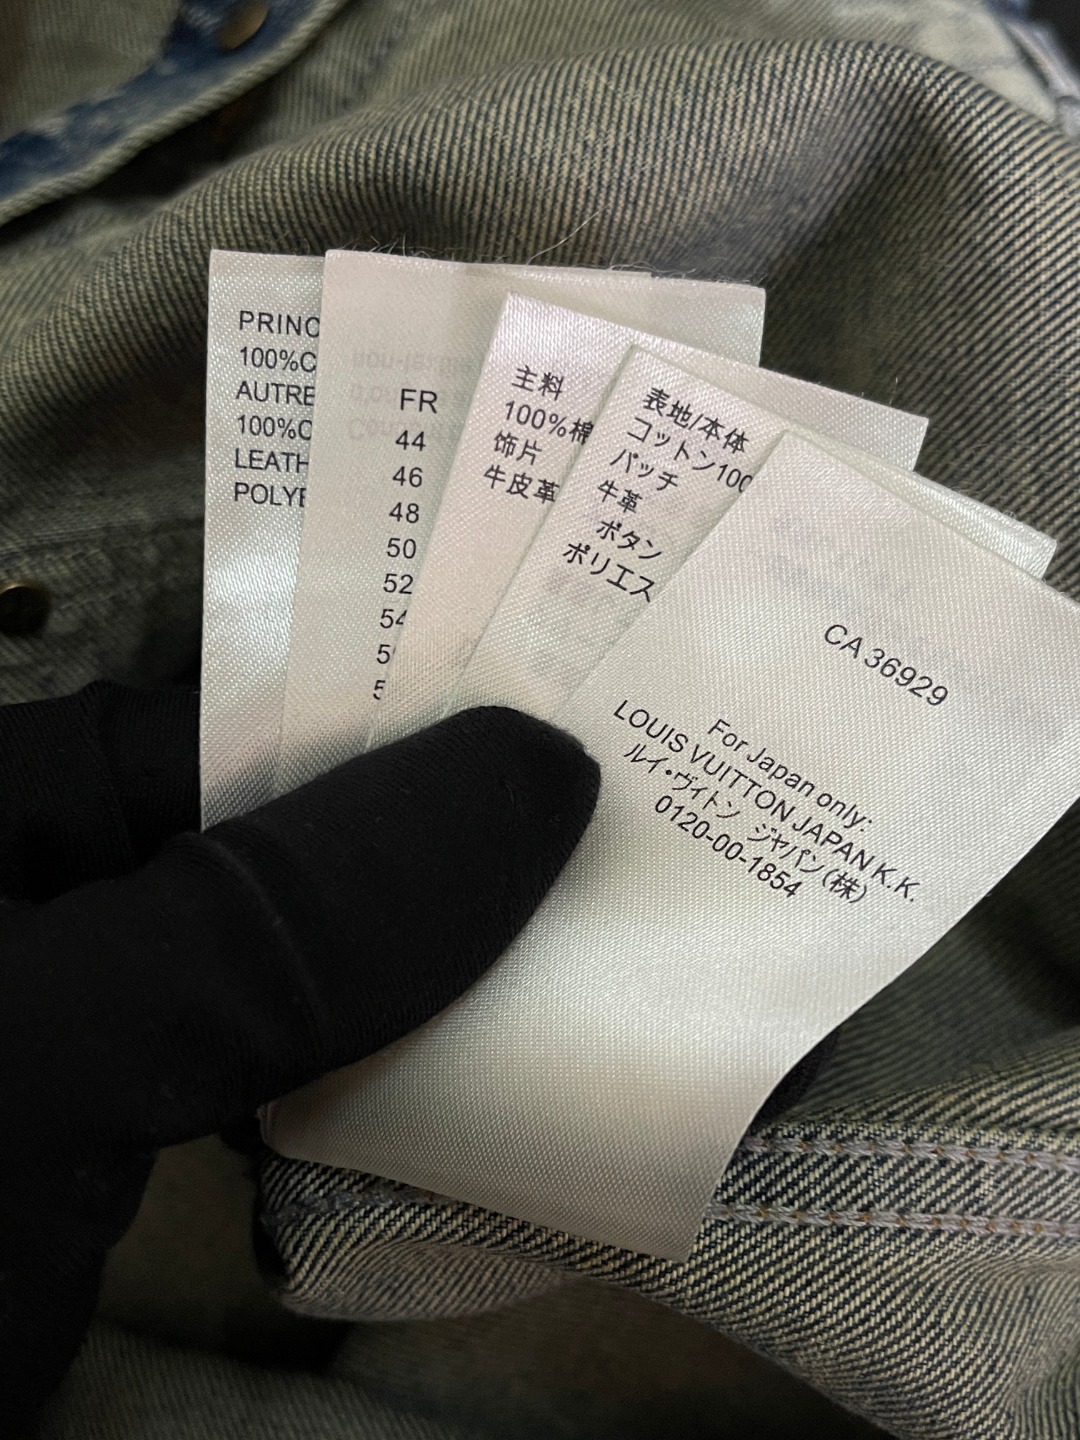 PRINC
100%C
AUTRE
100%C
LEATH
POLYE
FR
44
46
48
50
52
54
5
5
主料
100%棉
饰片
牛皮革
表地/本体
コットン100
パッチ
牛革
ボタン
ポリエス
CA 36929
For Japan only:
LOUIS VUITTON JAPAN K.K.
ルイ・ヴィトン ジャパン(株)
0120-00-1854